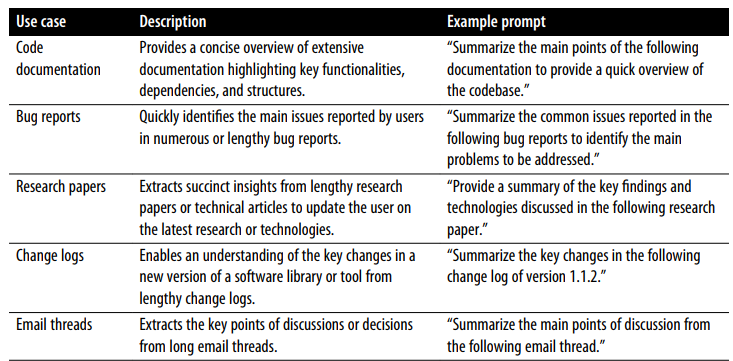 Use case Description Example prompt
Code Provides a concise overview of extensive “Summarize the main points of the following
documentation documentation highlighting key functionalities, documentation to provide a quick overview of
dependencies, and structures. the codebase.”
Bug reports Quickly identifies the main issues reported by users “Summarize the common issues reported in the
in numerous or lengthy bug reports. following bug reports to identify the main
problems to be addressed.”
Research papers Extracts succinct insights from lengthy research “Provide a summary of the key findings and
papers or technical articles to update the user on technologies discussed in the following research
the latest research or technologies. paper.”
Change logs Enables an understanding of the key changes in a “Summarize the key changes in the following
new version of a software library or tool from change log of version 1.1.2.”
lengthy change logs.
Email threads Extracts the key points of discussions or decisions “Summarize the main points of discussion from
from long email threads. the following email thread.”